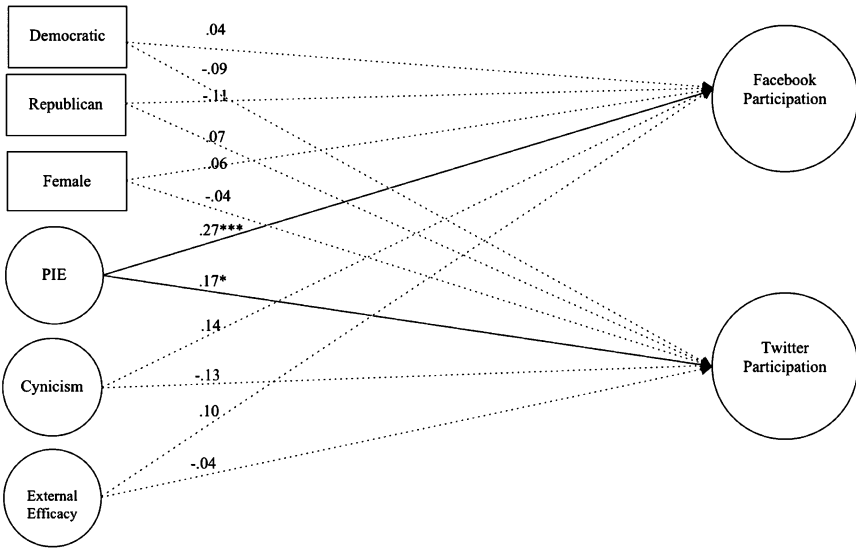 Democratic
Republican
Female
PIE
Cynicism
External
Efficacy
.04
-.09
-.11
.07
.06
-.04
.27***
.17*
.14
-.13
.10
-.04
Facebook
Participation
Twitter
Participation